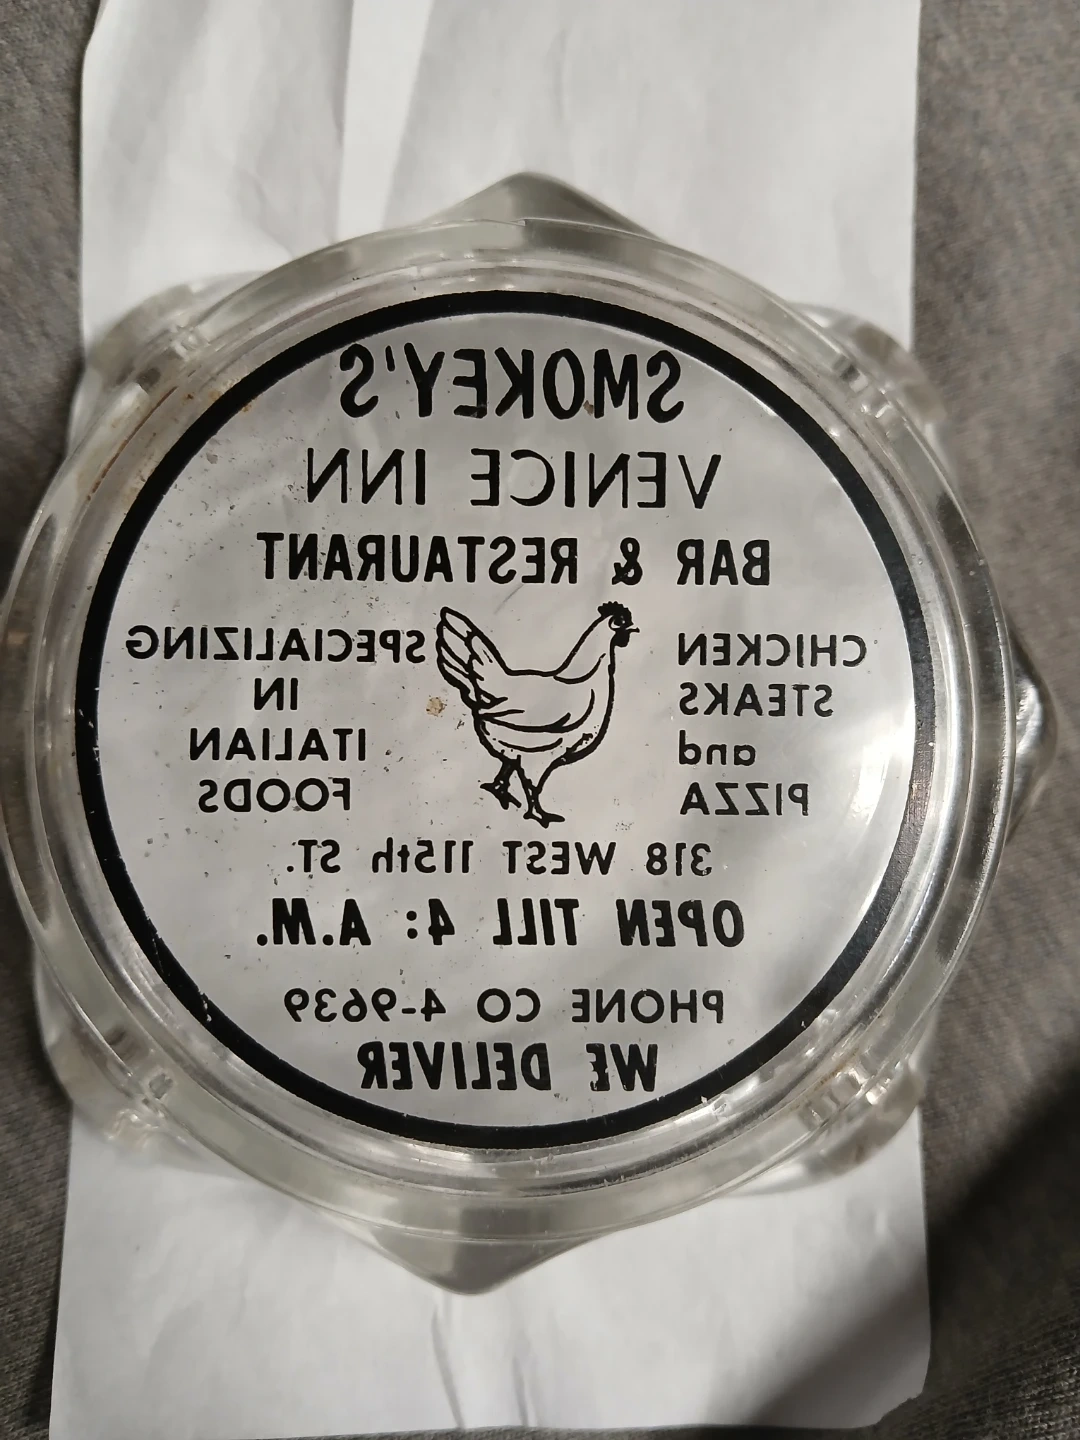 SMOKEY'S
VENICE INN
BAR & RESTAURANT
CHICKEN
STEAKS
and
PIZZA
SPECIALIZING
IN
ITALIAN
FOODS
318 WEST 115th ST.
OPEN TILL 4: A.M.
PHONE CO 4-9639
WE DELIVER